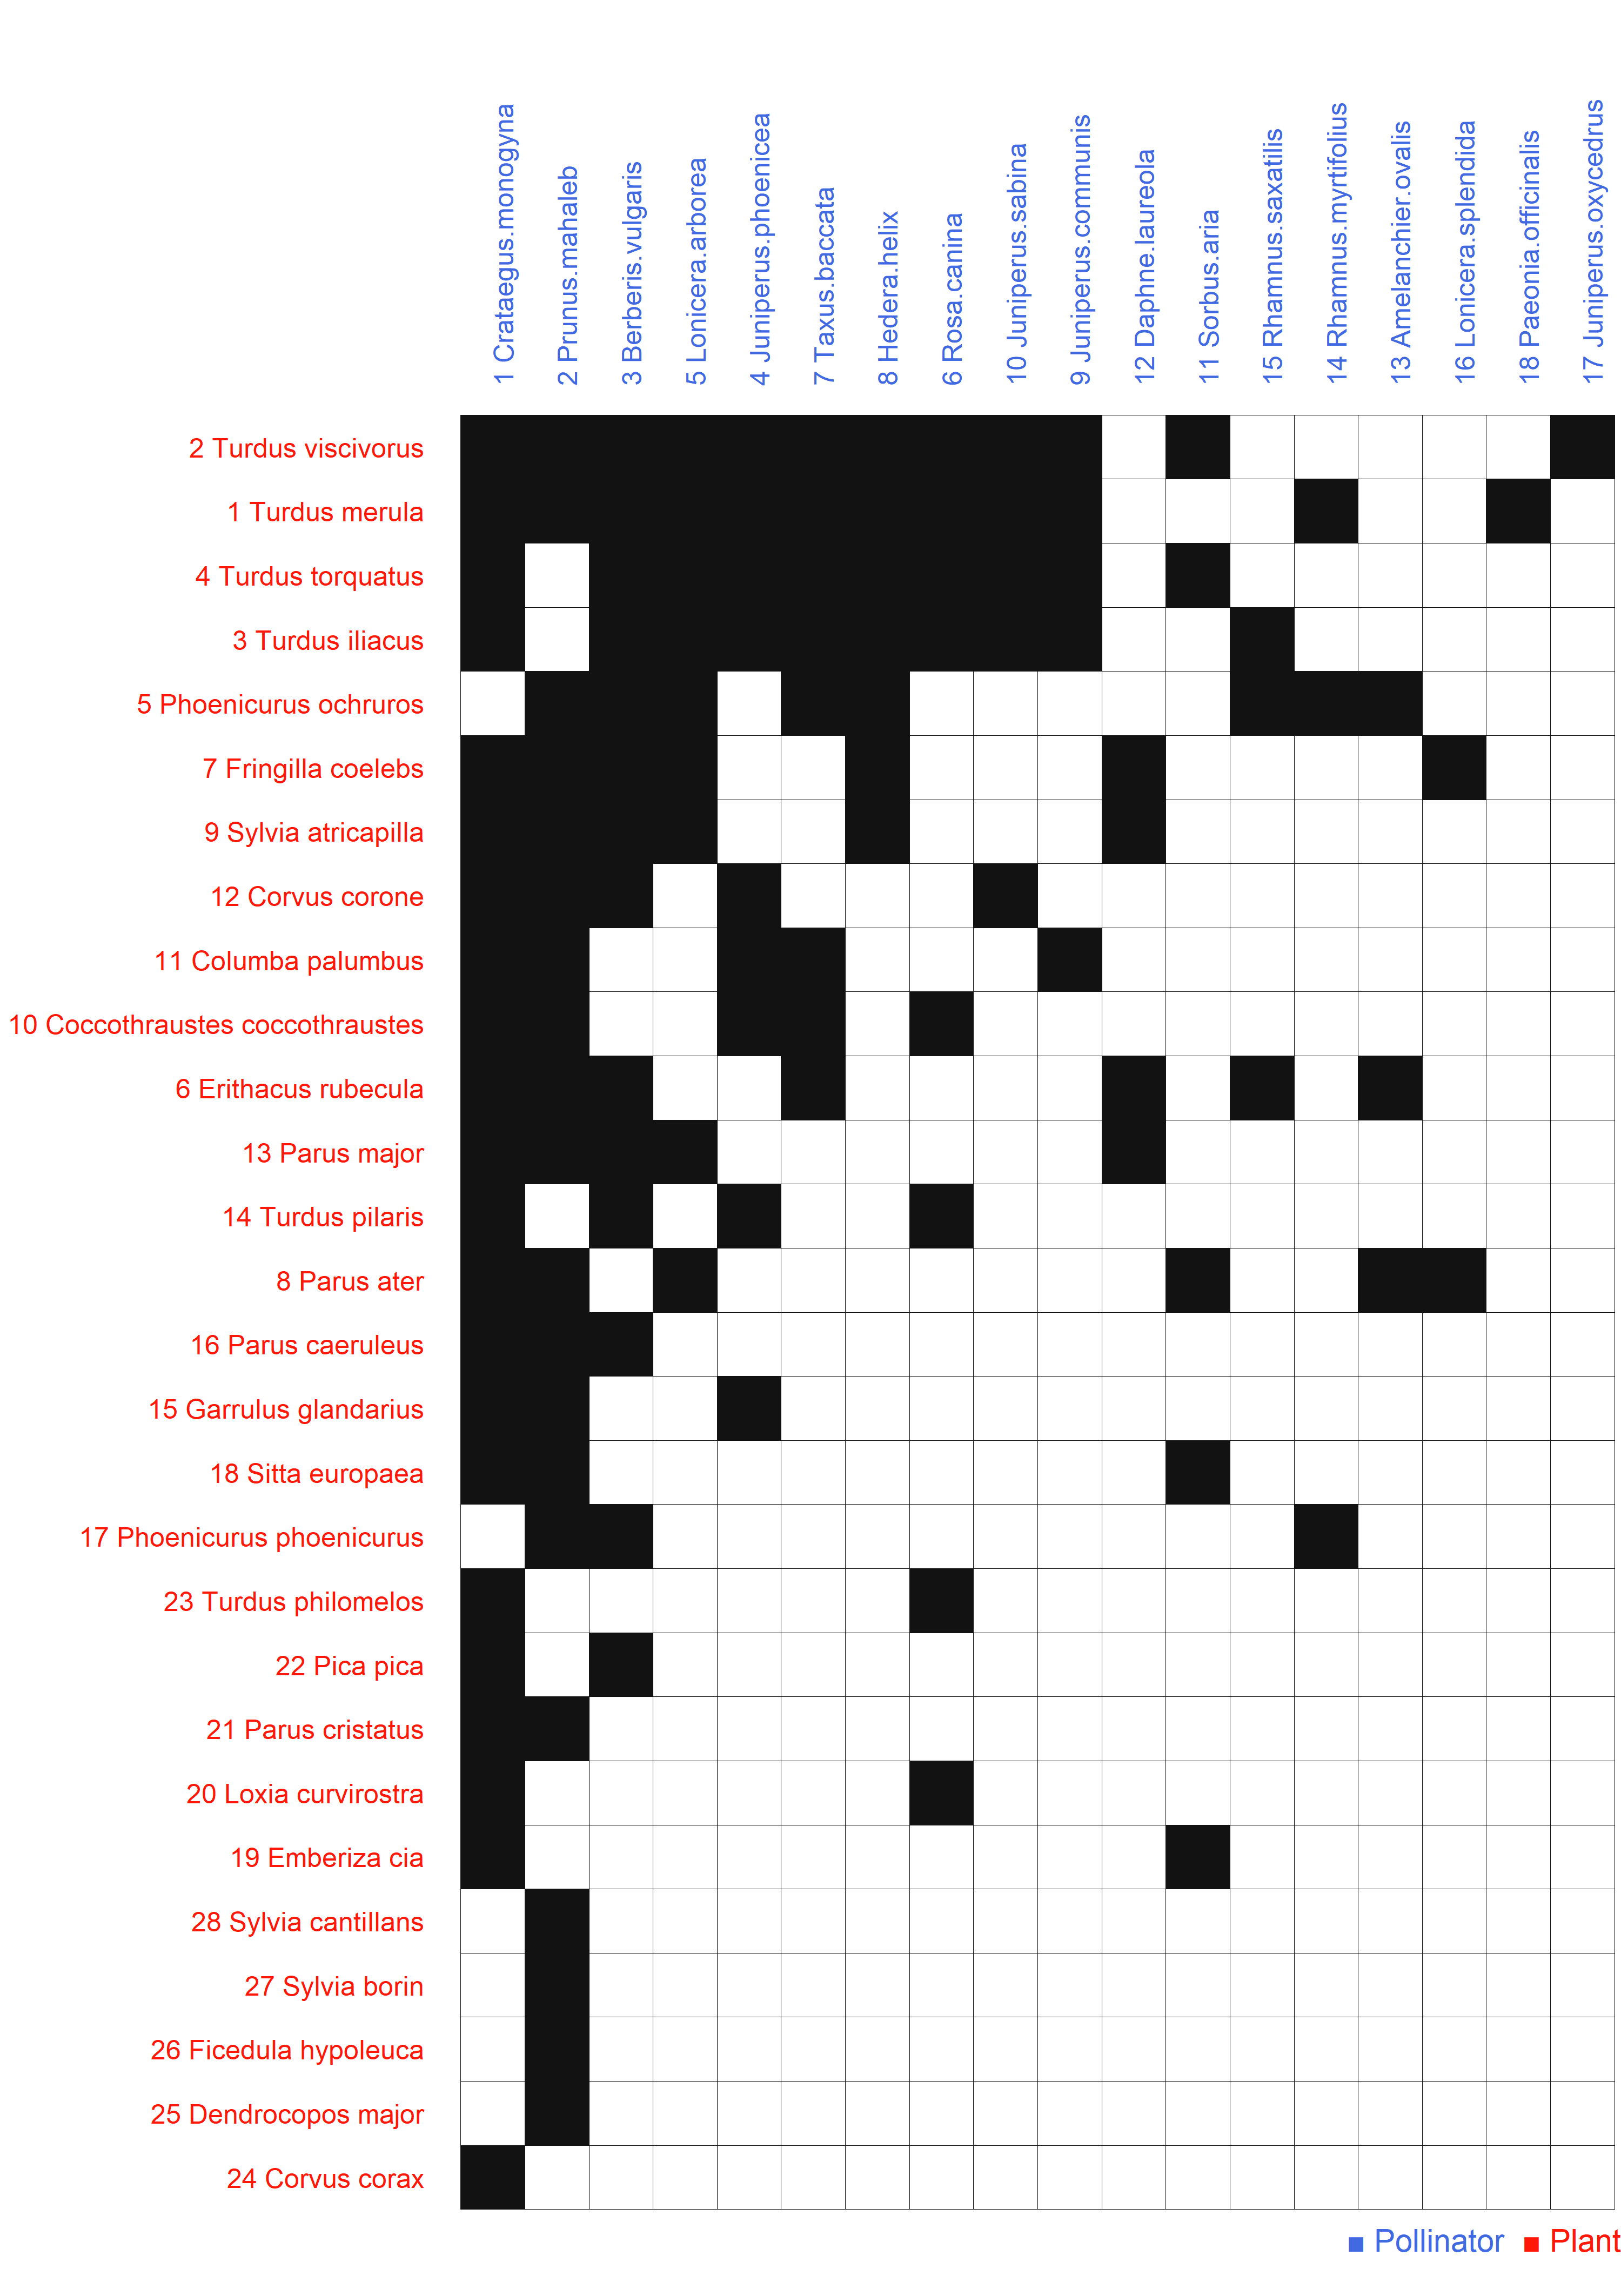 1 Crataegus.monogyna
2 Prunus.mahaleb
3 Berberis.vulgaris
5 Lonicera.arborea
4 Juniperus.phoenicea
7 Taxus.baccata
8 Hedera.helix
6 Rosa.canina
10 Juniperus.sabina
9 Juniperus.communis
12 Daphne.laureola
11 Sorbus.aria
15 Rhamnus.saxatilis
14 Rhamnus.myrtifolius
13 Amelanchier.ovalis
16 Lonicera.splendida
18 Paeonia.officinalis
17 Juniperus.oxycedrus
2 Turdus viscivorus
1 Turdus merula
4 Turdus torquatus
3 Turdus iliacus
5 Phoenicurus ochruros
7 Fringilla coelebs
9 Sylvia atricapilla
12 Corvus corone
11 Columba palumbus
10 Coccothraustes coccothraustes
6 Erithacus rubecula
13 Parus major
14 Turdus pilaris
8 Parus ater
16 Parus caeruleus
15 Garrulus glandarius
18 Sitta europaea
17 Phoenicurus phoenicurus
23 Turdus philomelos
22 Pica pica
21 Parus cristatus
20 Loxia curvirostra
19 Emberiza cia
28 Sylvia cantillans
27 Sylvia borin
26 Ficedula hypoleuca
25 Dendrocopos major
24 Corvus corax
Pollinator Plant